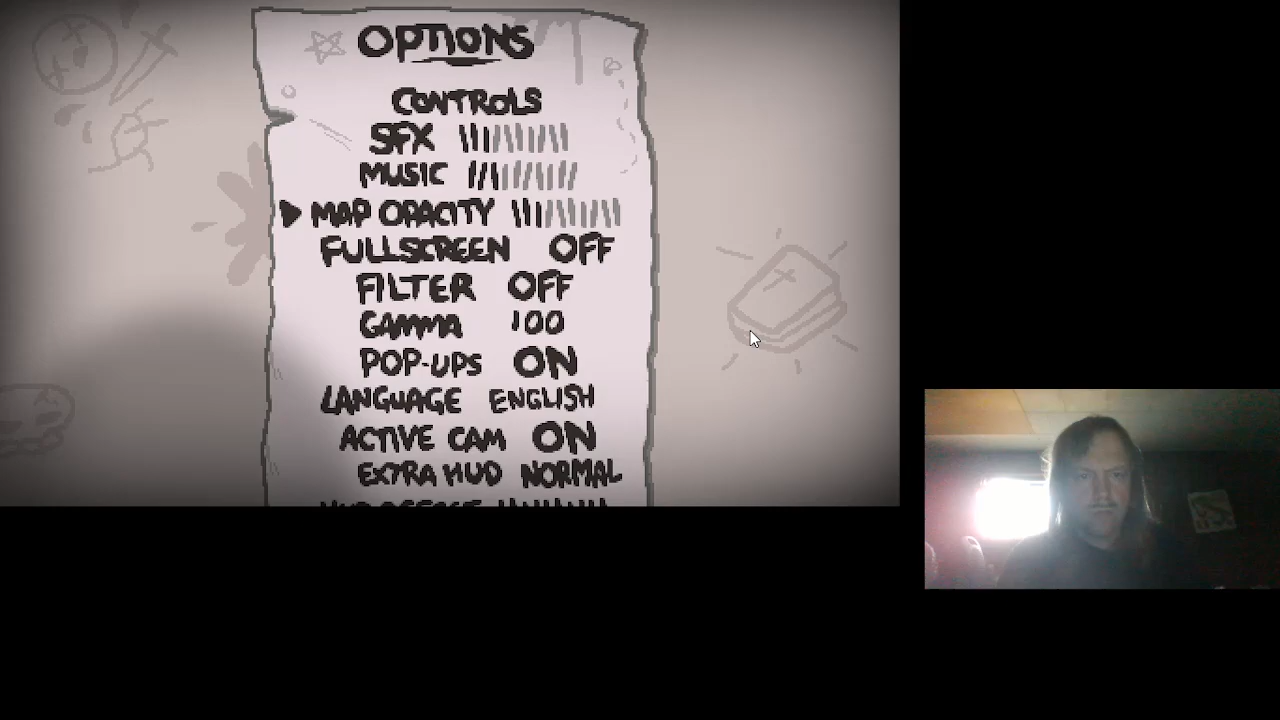 OPTIONS
CONTROLS
SFX
MUSIC
MAP OPACITY
FULLSCREEN OFF
FILTER OFF
GAMMA 100
POP-UPS ON
LANGUAGE ENGLISH
ACTIVE CAM ON
EXTRA HUD NORMAL